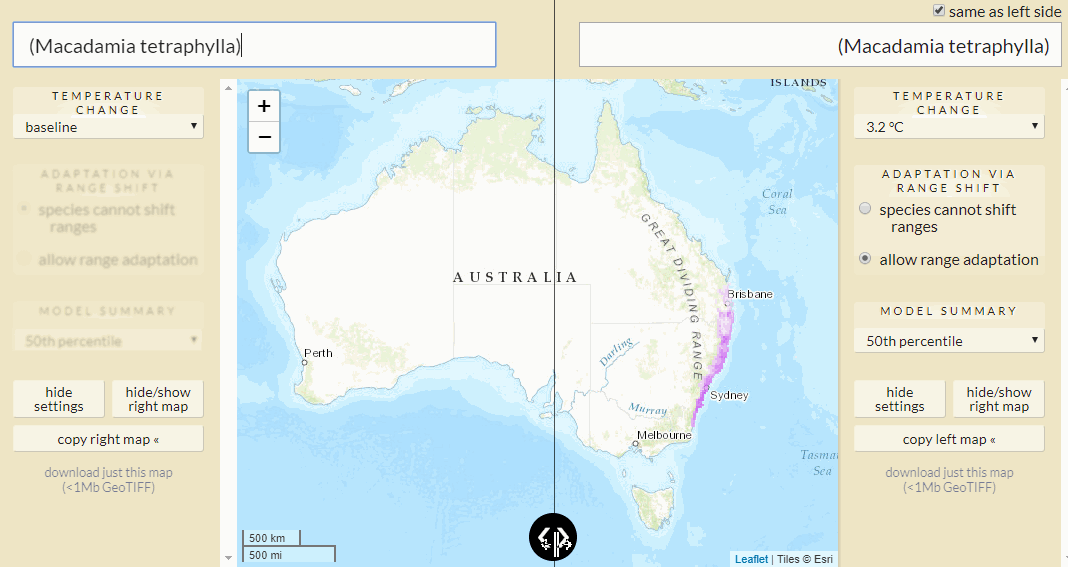 same as left side
(Macadamia tetraphylla)
(Macadamia tetraphylla)
TEMPERATURE
CHANGE
baseline
ADAPTATION VIA
RANGE SHIFT
species cannot shift
ranges
allow range adaptation
MODEL SUMMARY
50th percentile
hide
settings
hide/show
right map
copy right map «
download just this map
(<1Mb GeoTIFF)
+
−
ISLANDS
Coral
Sea
GREAT DIVIDING RANGE
AUSTRALIA
Brisbane
Perth
Darling
Sydney
Murray
Melbourne
Tasman
Sea
500 km
500 mi
Leaflet | Tiles © Esri
TEMPERATURE
CHANGE
3.2 °C
ADAPTATION VIA
RANGE SHIFT
species cannot shift
ranges
allow range adaptation
MODEL SUMMARY
50th percentile
hide
settings
hide/show
right map
copy left map «
download just this map
(<1Mb GeoTIFF)